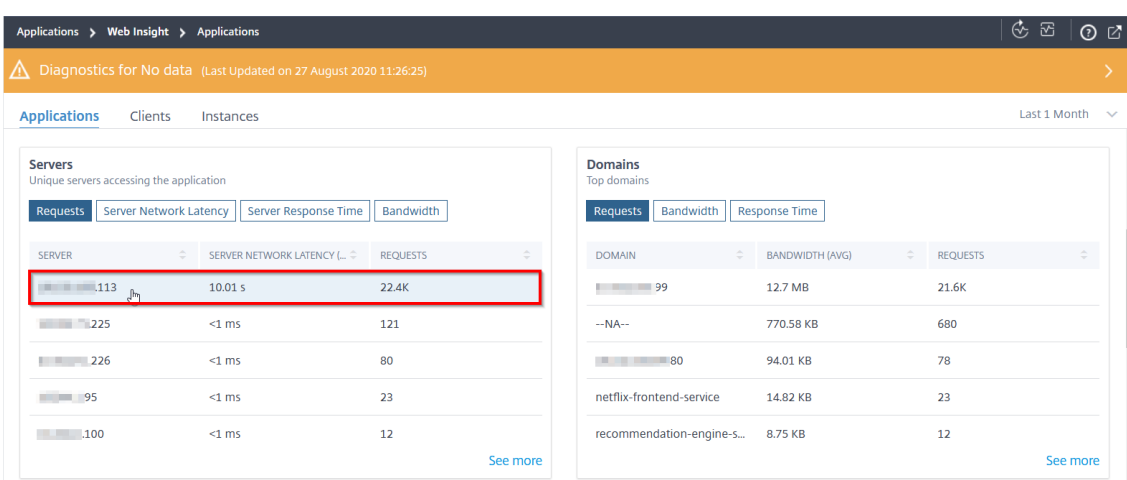 Applications > Web Insight > Applications
Diagnostics for No data (Last Updated on 27 August 2020 11:26:25)
Applications Clients Instances Last 1 Month
Servers
Unique servers accessing the application
Requests Server Network Latency Server Response Time Bandwidth
SERVER SERVER NETWORK LATENCY (... REQUESTS
.113 10.01 s 22.4K
.225 <1 ms 121
.226 <1 ms 80
95 <1 ms 23
.100 <1 ms 12
See more
Domains
Top domains
Requests Bandwidth Response Time
DOMAIN BANDWIDTH (AVG) REQUESTS
99 12.7 MB 21.6K
--NA-- 770.58 KB 680
80 94.01 KB 78
netflix-frontend-service 14.82 KB 23
recommendation-engine-s... 8.75 KB 12
See more